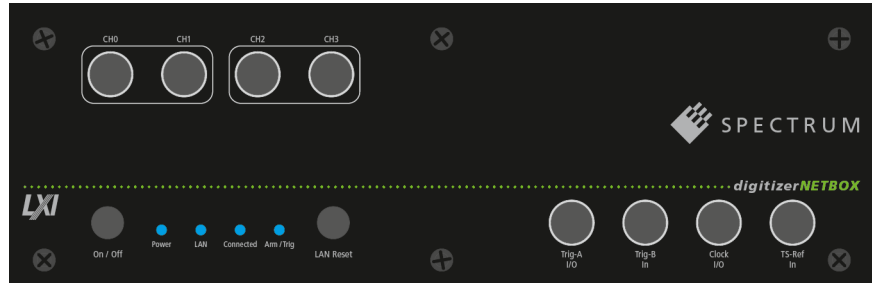 CH0 CH1 CH2 CH3
SPECTRUM
digitizerNETBOX
LXI
On / Off Power LAN Connected Arm / Trig LAN Reset
Trig-A Trig-B Clock TS-Ref
I/O In I/O In